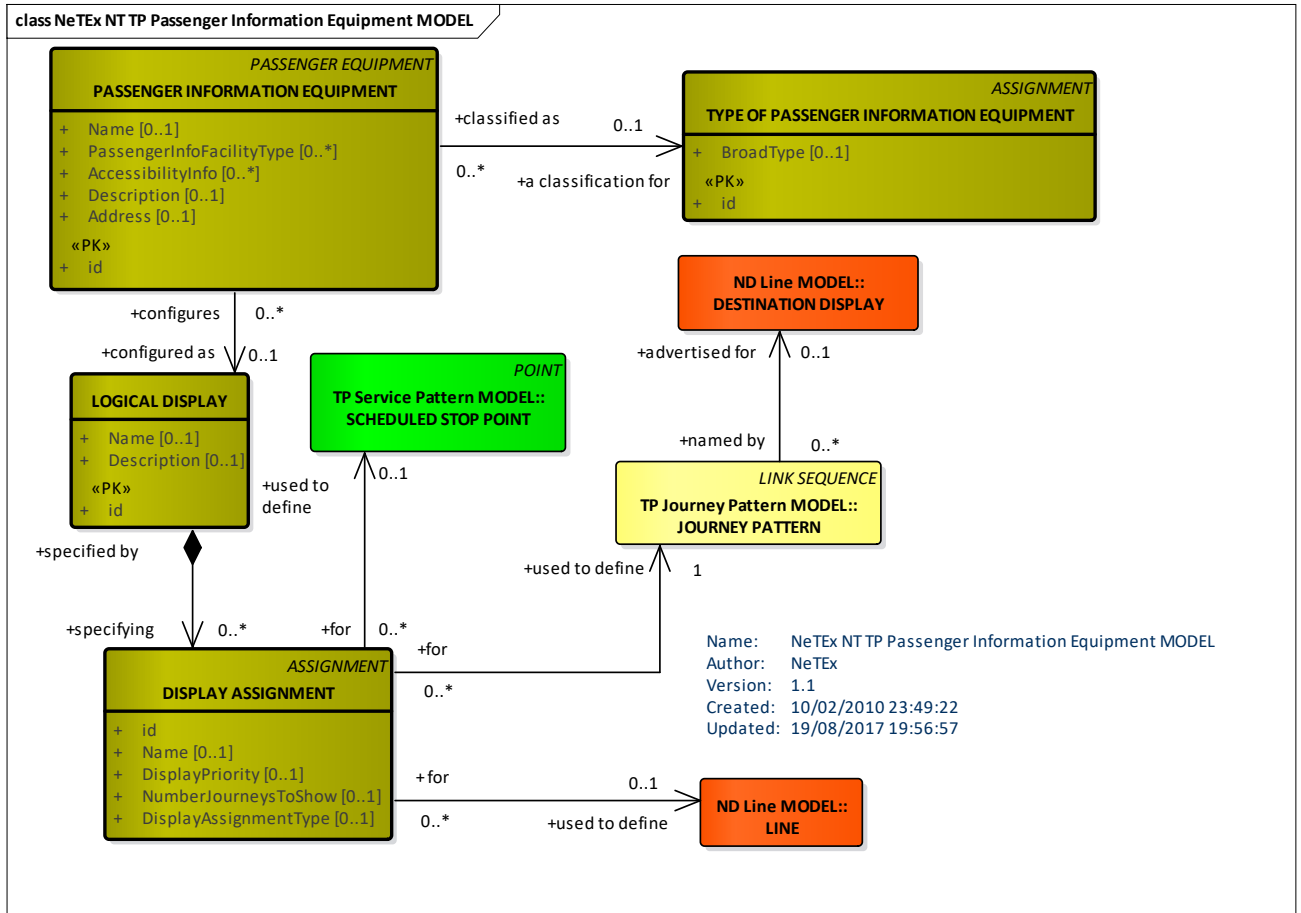 class NeTEx NT TP Passenger Information Equipment MODEL
PASSENGER EQUIPMENT
PASSENGER INFORMATION EQUIPMENT
+ Name [0..1]
+ PassengerInfoFacilityType [0..*]
+ AccessibilityInfo [0..*]
+ Description [0..1]
+ Address [0..1]
«PK»
+ id
+classified as
0..1
0..*
+a classification for
ASSIGNMENT
TYPE OF PASSENGER INFORMATION EQUIPMENT
+ BroadType [0..1]
«PK»
+ id
+configures
0..*
+configured as
0..1
LOGICAL DISPLAY
+ Name [0..1]
+ Description [0..1]
«PK»
+ id
POINT
TP Service Pattern MODEL::
SCHEDULED STOP POINT
ND Line MODEL::
DESTINATION DISPLAY
+advertised for
0..1
+named by
0..*
LINK SEQUENCE
TP Journey Pattern MODEL::
JOURNEY PATTERN
+used to
define
0..1
+specified by
+specifying
0..*
+for
0..*
+used to define
1
+for
0..*
ASSIGNMENT
DISPLAY ASSIGNMENT
+ id
+ Name [0..1]
+ DisplayPriority [0..1]
+ NumberJourneysToShow [0..1]
+ DisplayAssignmentType [0..1]
+for
0..*
0..1
+used to define
ND Line MODEL::
LINE
Name: NeTEx NT TP Passenger Information Equipment MODEL
Author: NeTEx
Version: 1.1
Created: 10/02/2010 23:49:22
Updated: 19/08/2017 19:56:57